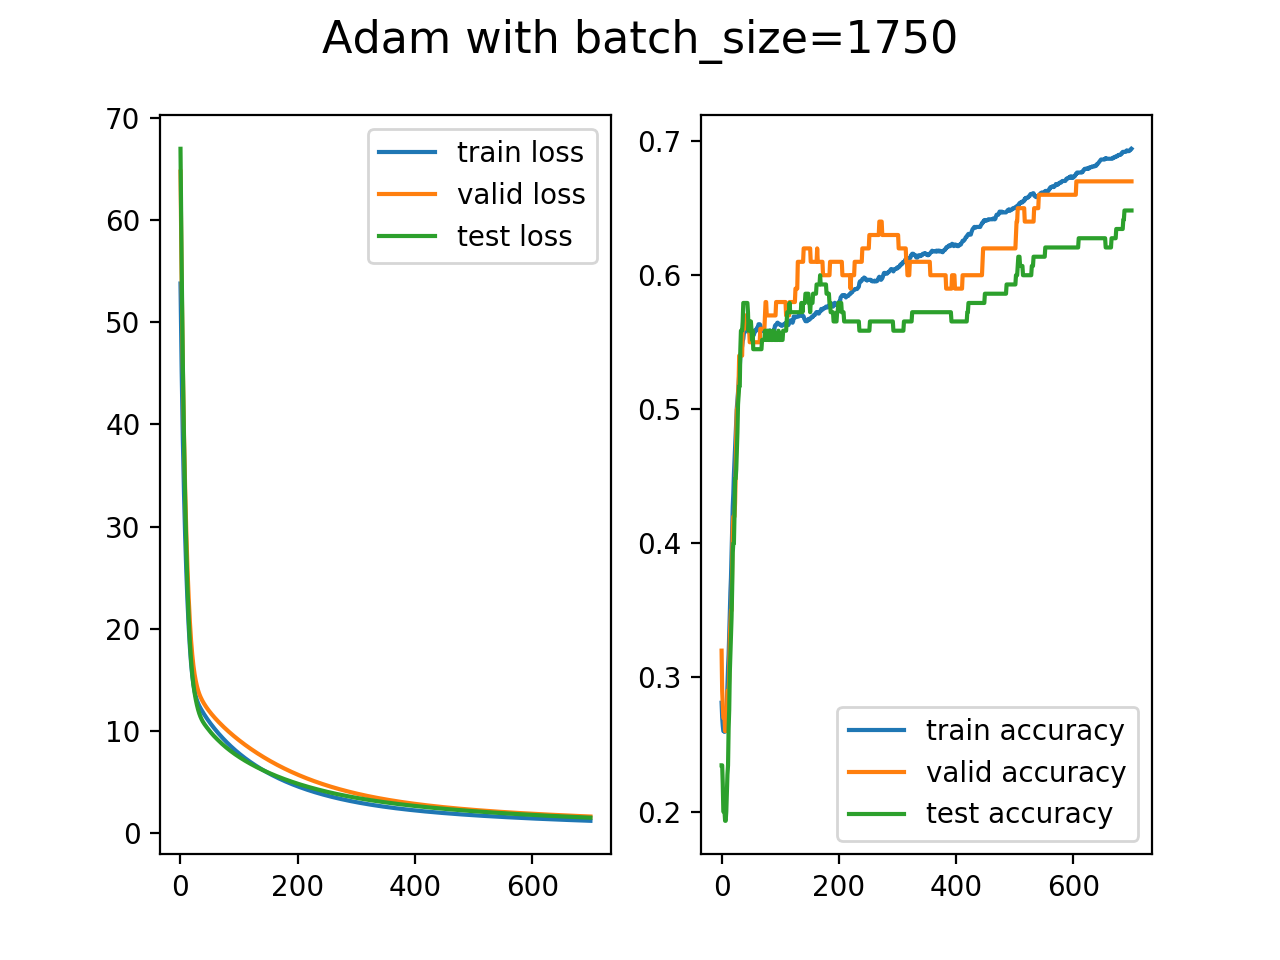 Adam with batch_size=1750
70
60
50
40
30
20
10
0
0 200 400 600
train loss
valid loss
test loss
0.7
0.6
0.5
0.4
0.3
0.2
0 200 400 600
train accuracy
valid accuracy
test accuracy